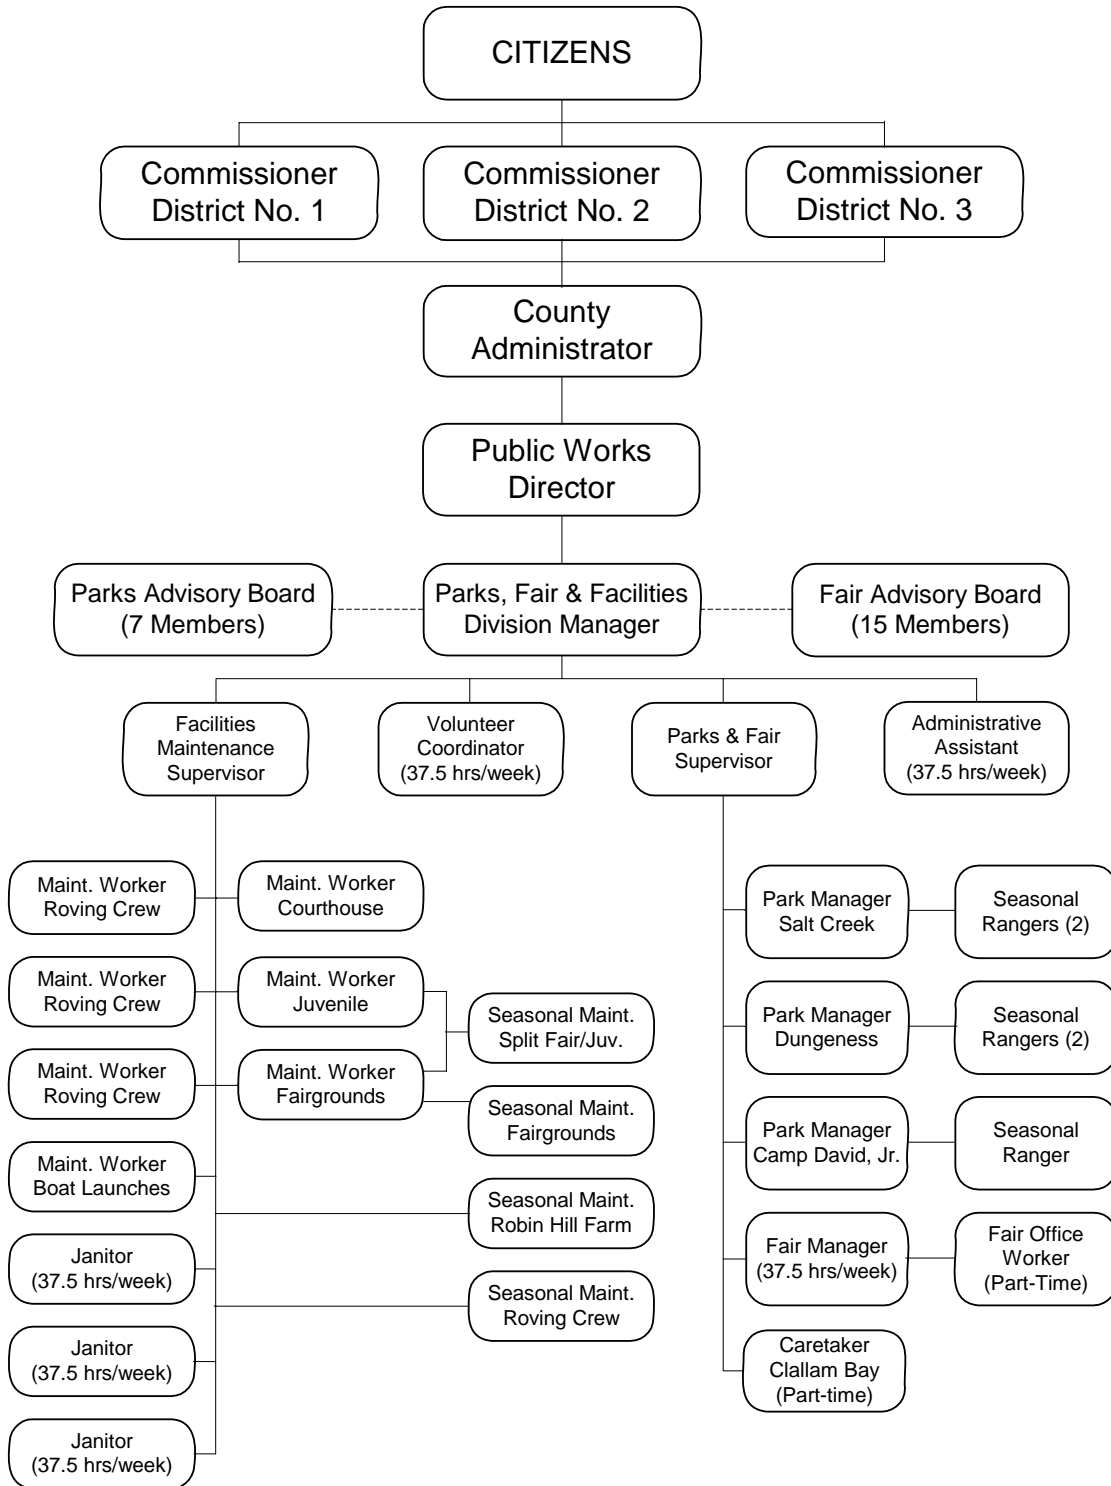 CITIZENS
Commissioner
District No. 1
Commissioner
District No. 2
Commissioner
District No. 3
County
Administrator
Public Works
Director
Parks Advisory Board
(7 Members)
Parks, Fair & Facilities
Division Manager
Fair Advisory Board
(15 Members)
Facilities
Maintenance
Supervisor
Volunteer
Coordinator
(37.5 hrs/week)
Parks & Fair
Supervisor
Administrative
Assistant
(37.5 hrs/week)
Maint. Worker
Roving Crew
Maint. Worker
Courthouse
Park Manager
Salt Creek
Seasonal
Rangers (2)
Maint. Worker
Roving Crew
Maint. Worker
Juvenile
Seasonal Maint.
Split Fair/Juv.
Park Manager
Dungeness
Seasonal
Rangers (2)
Maint. Worker
Roving Crew
Maint. Worker
Fairgrounds
Seasonal Maint.
Fairgrounds
Park Manager
Camp David, Jr.
Seasonal
Ranger
Maint. Worker
Boat Launches
Seasonal Maint.
Robin Hill Farm
Fair Manager
(37.5 hrs/week)
Fair Office
Worker
(Part-Time)
Janitor
(37.5 hrs/week)
Seasonal Maint.
Roving Crew
Janitor
(37.5 hrs/week)
Caretaker
Clallam Bay
(Part-time)
Janitor
(37.5 hrs/week)